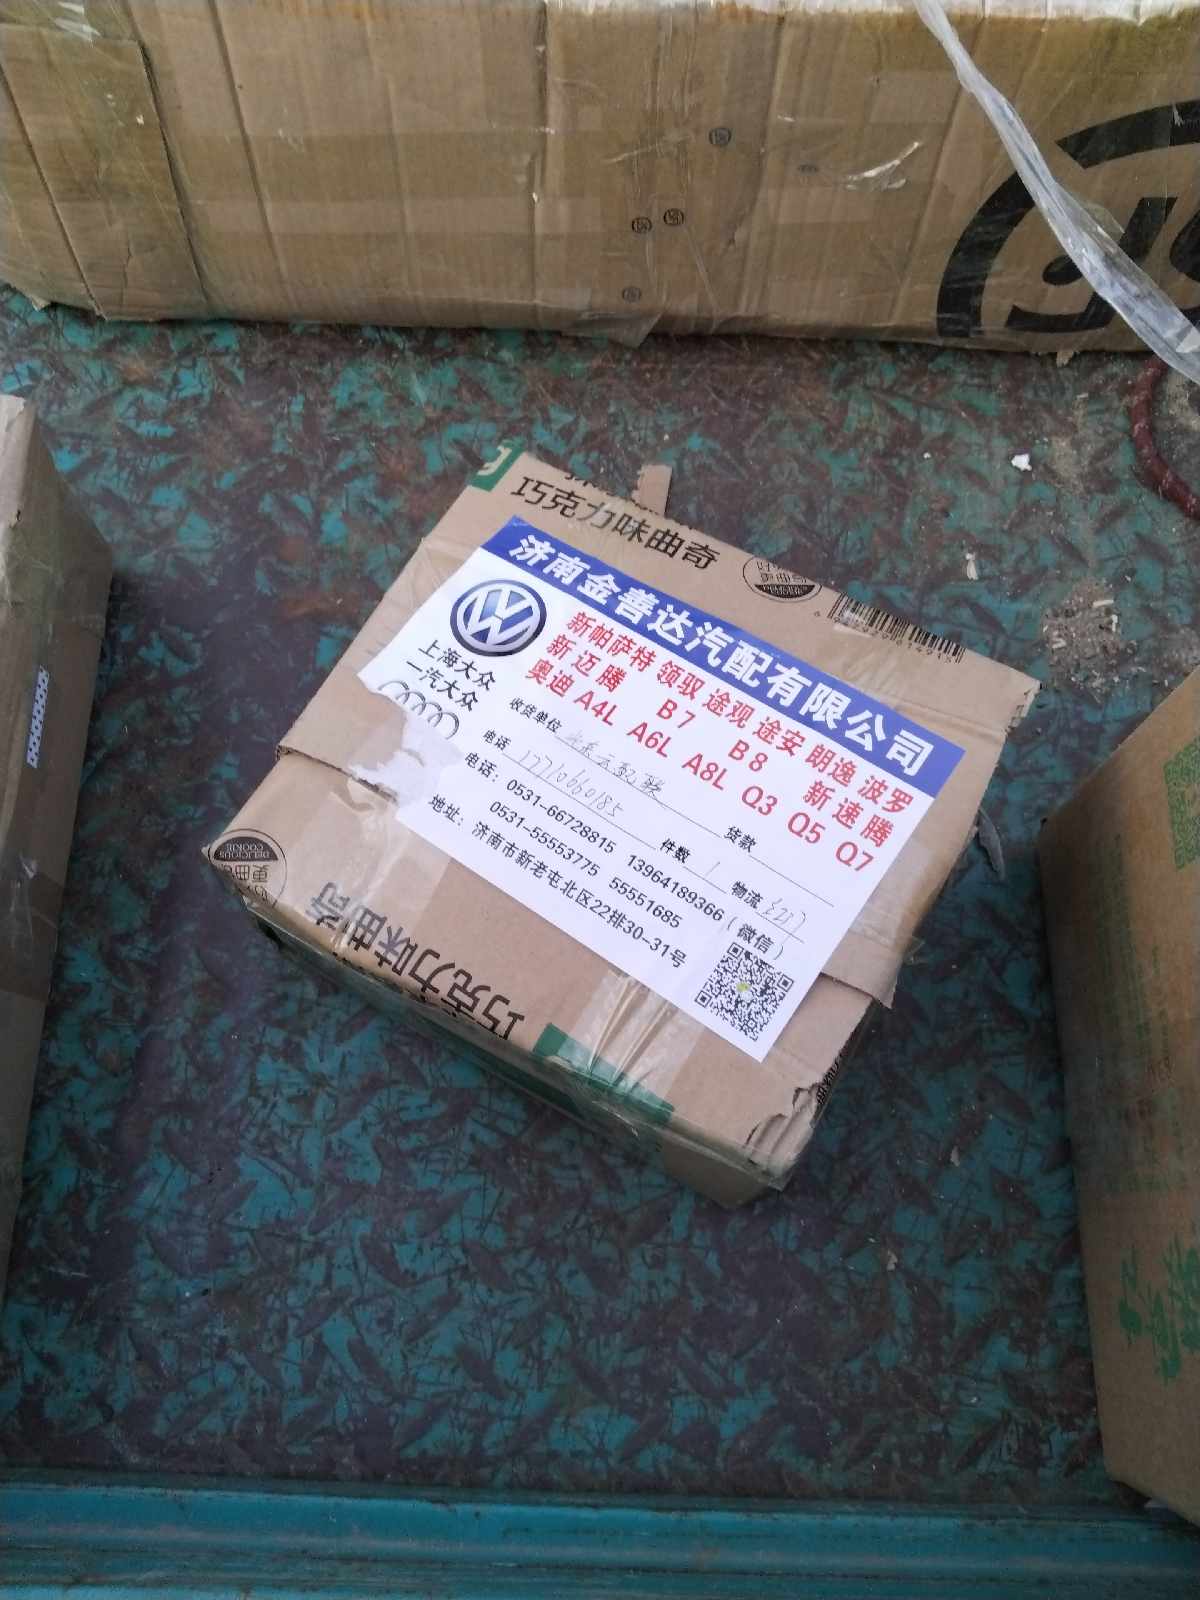 巧克力味曲奇
济南金善达汽配有限公司
上海大众
一汽大众
新帕萨特 领驭 途观 途安 朗逸 波罗
新迈腾 B7 B8 新速腾
奥迪 A4L A6L A8L Q3 Q5 Q7
收货单位 货款
电话 17710660185 件数 1 物流
电话：0531-66728815 13964189366（微信）
0531-55553775 55551685
地址：济南市新老屯北区22排30-31号
DELICIOUS
COOKIE
巧克力味曲奇